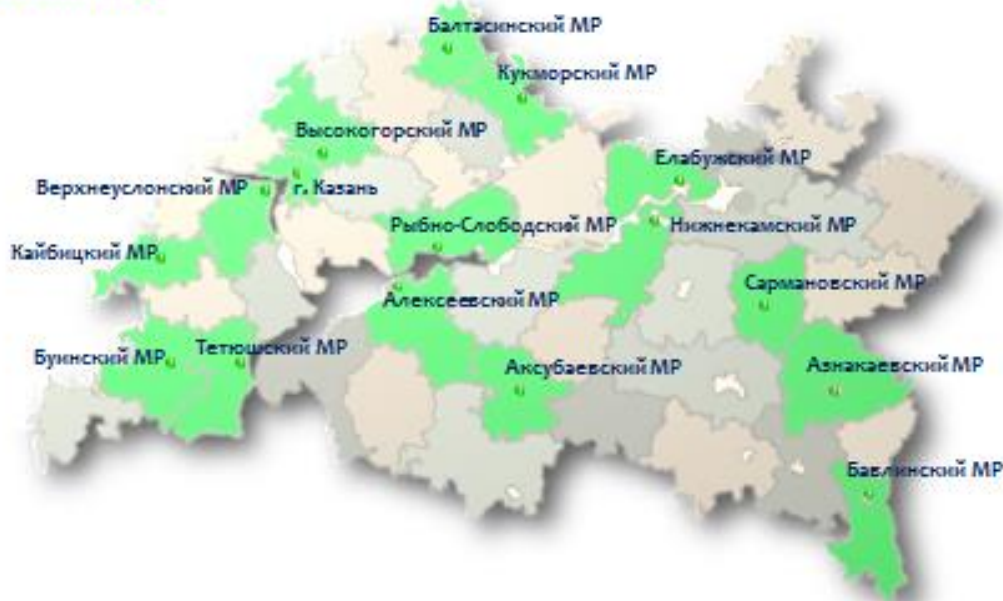 Балтасинский МР
Кукморский МР
Высокогорский МР
Елабужский МР
Верхнеуслонский МР
г. Казань
Рыбно-Слободский МР
Нижнекамский МР
Кайбицкий МР
Сармановский МР
Алексеевский МР
Тетюшский МР
Буинский МР
Аксубаевский МР
Азнакаевский МР
Бавлинский МР